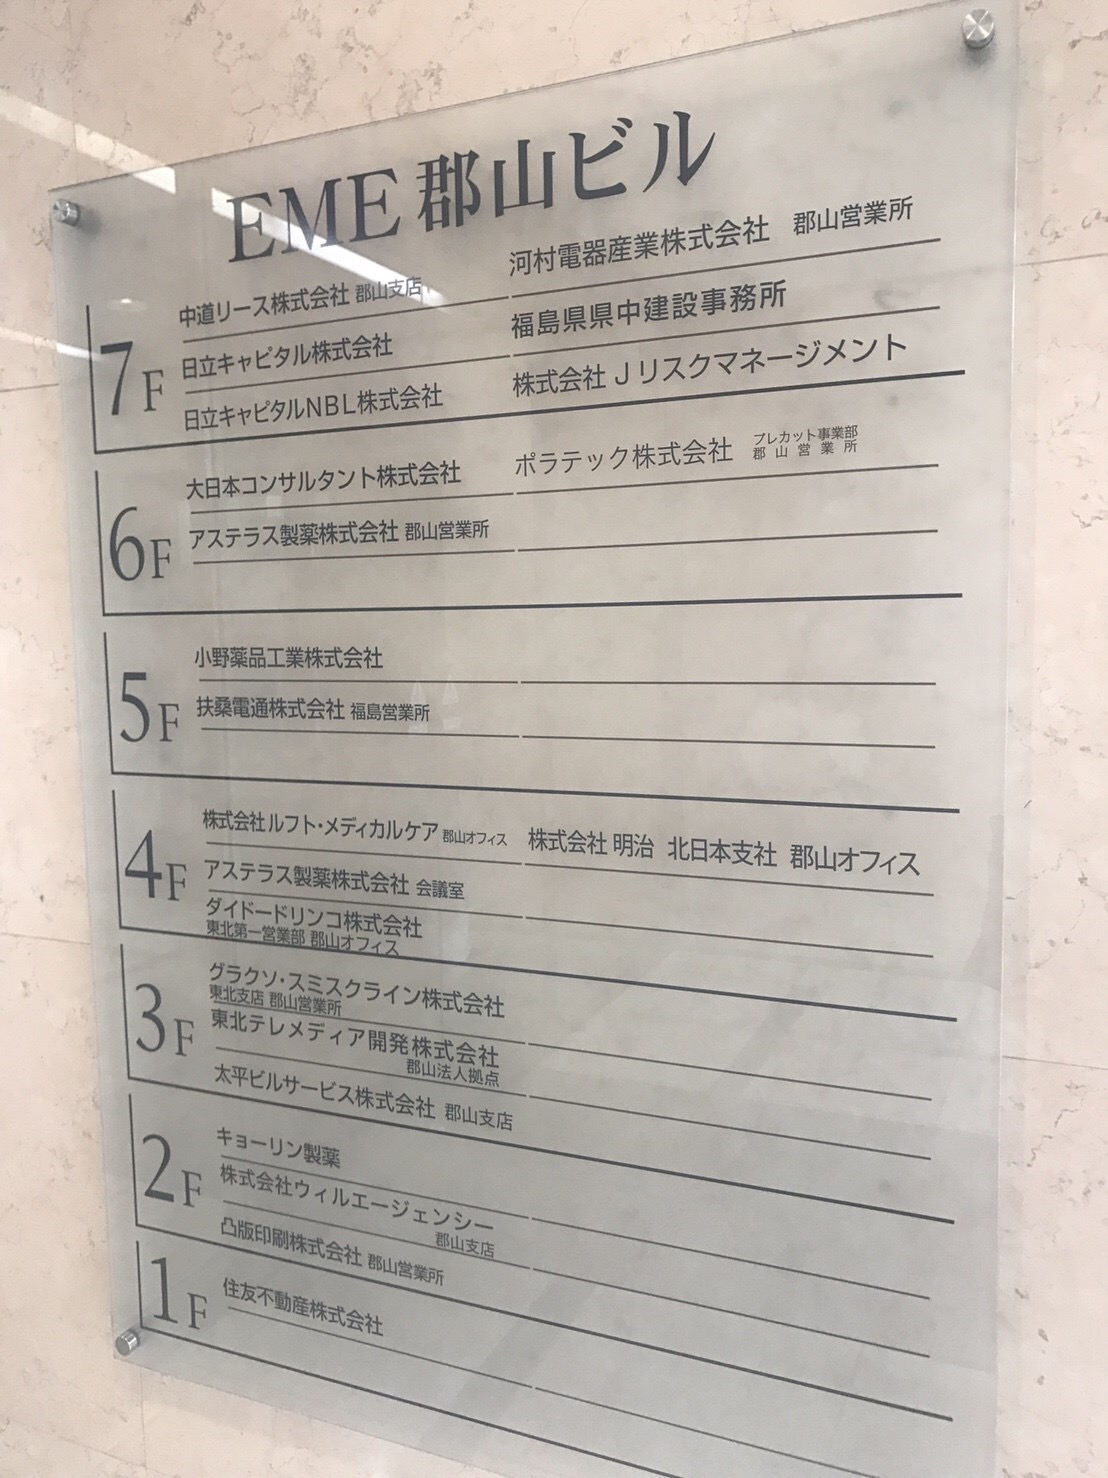 EME 郡山ビル
7F
中道リース株式会社 郡山支店
河村電器産業株式会社 郡山営業所
日立キャピタル株式会社
福島県県中建設事務所
日立キャピタルNBL株式会社
株式会社 Jリスクマネージメント
6F
大日本コンサルタント株式会社
ポラテック株式会社 プレカット事業部
郡山営業所
アステラス製薬株式会社 郡山営業所
5F
小野薬品工業株式会社
扶桑電通株式会社 福島営業所
4F
株式会社ルフト・メディカルケア 郡山オフィス
株式会社 明治 北日本支社 郡山オフィス
アステラス製薬株式会社 会議室
ダイドードリンコ株式会社
東北第一営業部 郡山オフィス
3F
グラクソ・スミスクライン株式会社
東北支店 郡山営業所
東北テレメディア開発株式会社
郡山法人拠点
太平ビルサービス株式会社 郡山支店
2F
キョーリン製薬
株式会社ウィルエージェンシー
郡山支店
凸版印刷株式会社 郡山営業所
1F
住友不動産株式会社